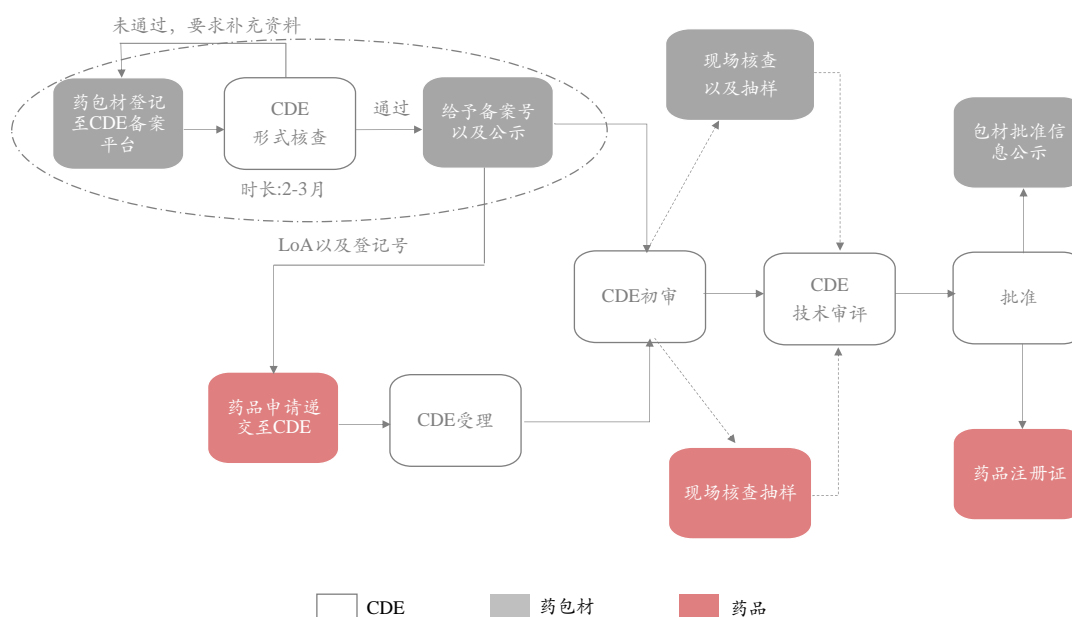 未通过，要求补充资料
药包材登记
至CDE备案
平台
CDE
形式核查
通过
给予备案号
以及公示
时长:2-3月
现场核查
以及抽样
包材批准信
息公示
LoA以及登记号
CDE初审
CDE
技术审评
批准
药品申请递
交至CDE
CDE受理
现场核查抽样
药品注册证
CDE
药包材
药品